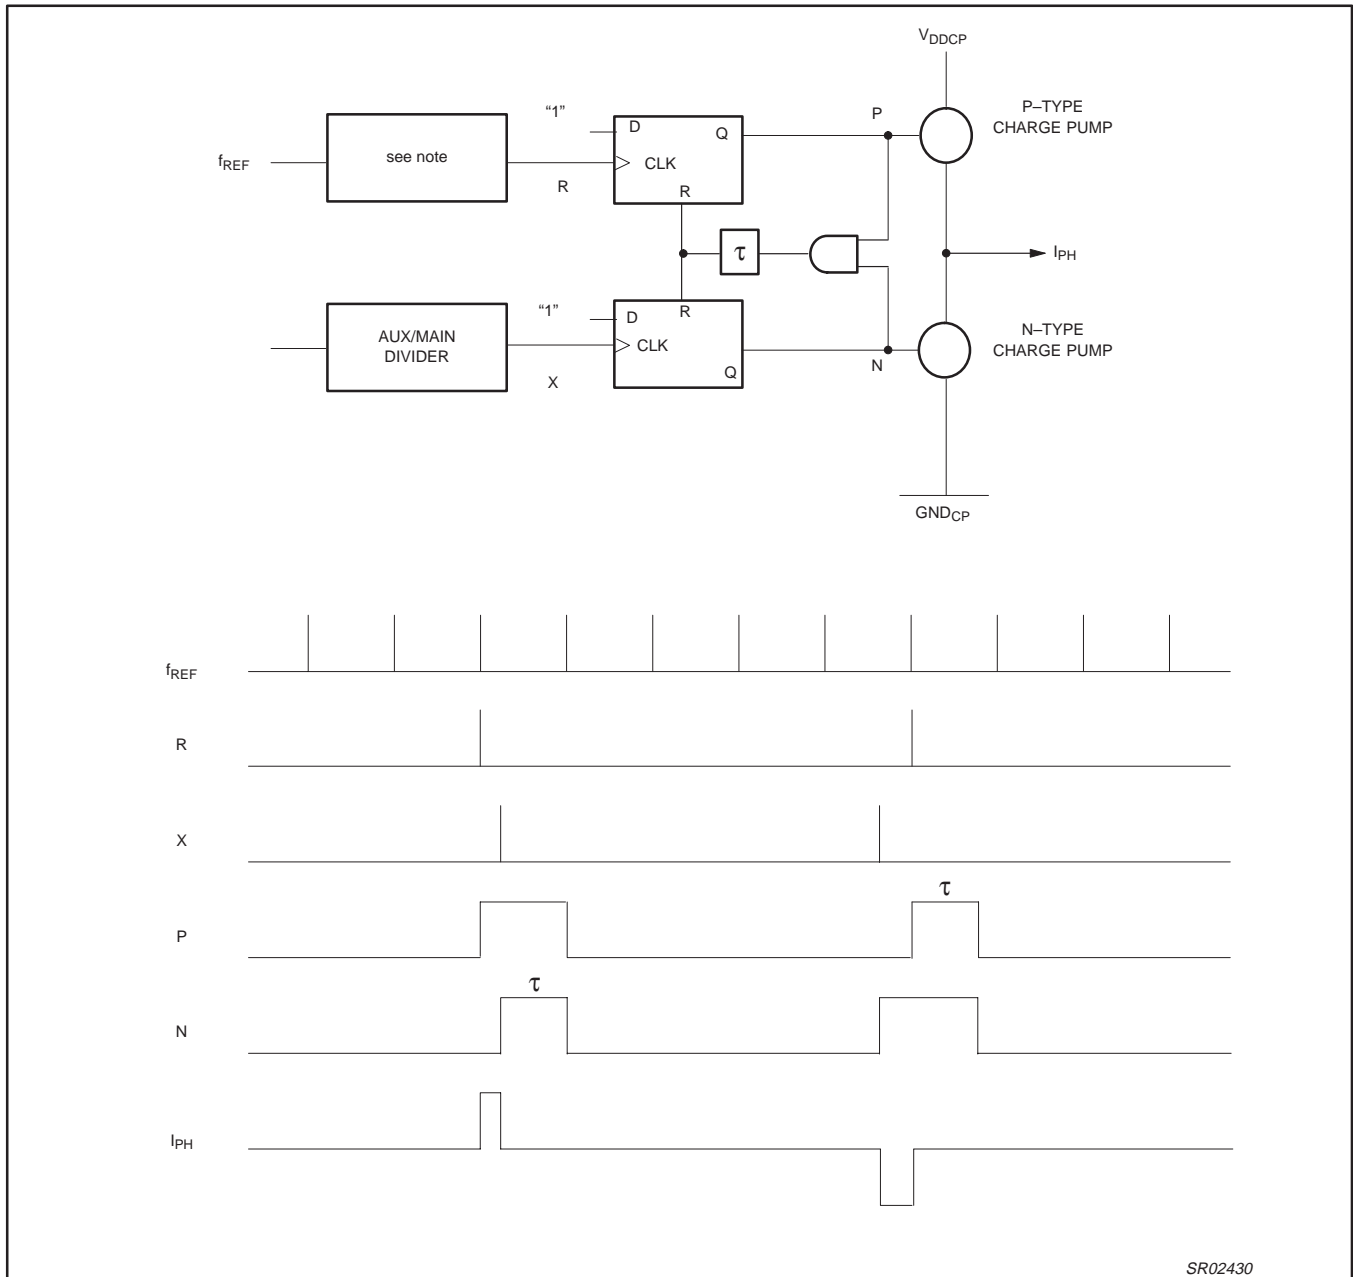 VDDCP
P–TYPE
CHARGE PUMP
"1"
D
Q
P
fREF
see note
R
CLK
R
τ
IPH
AUX/MAIN
DIVIDER
"1"
D
R
CLK
X
Q
N
N–TYPE
CHARGE PUMP
GNDCP
fREF
R
X
τ
P
τ
N
IPH
SR02430